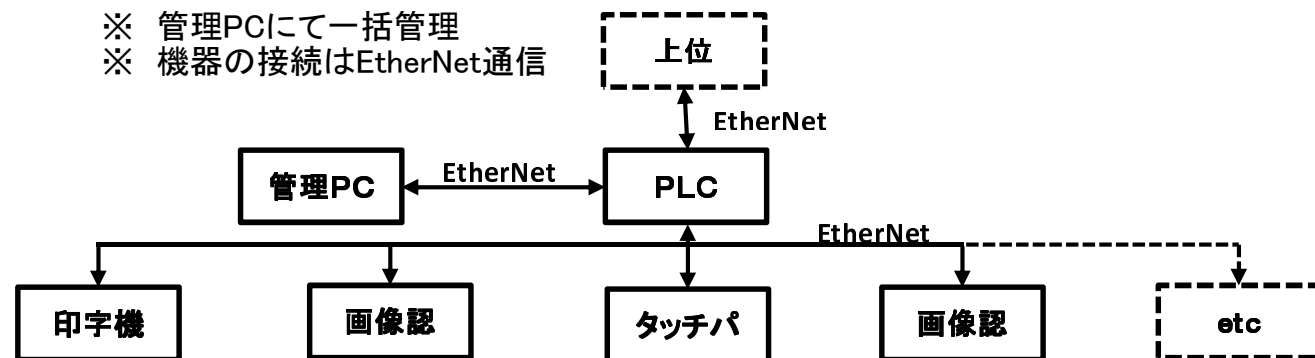 ※ 管理PCにて一括管理
※ 機器の接続はEtherNet通信
上位
EtherNet
管理PC
EtherNet
PLC
EtherNet
印字機
画像認
タッチパ
画像認
etc